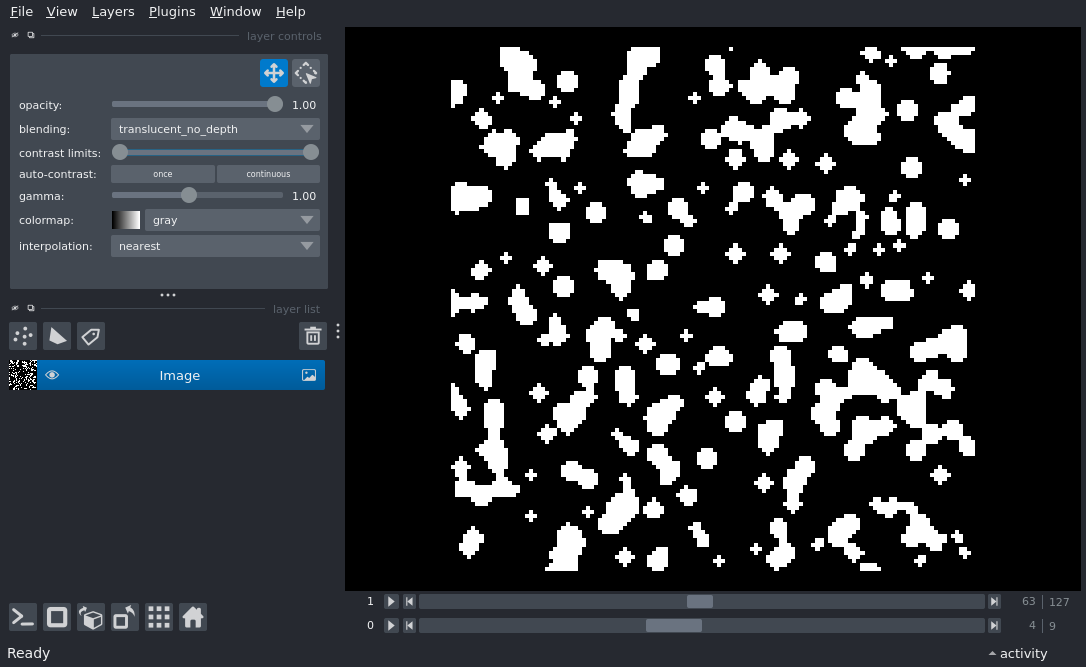 File View Layers Plugins Window Help
layer controls
opacity: 1.00
blending: translucent_no_depth
contrast limits:
auto-contrast: once continuous
gamma: 1.00
colormap: gray
interpolation: nearest
layer list
Image
1 63 127
0 4 9
Ready activity